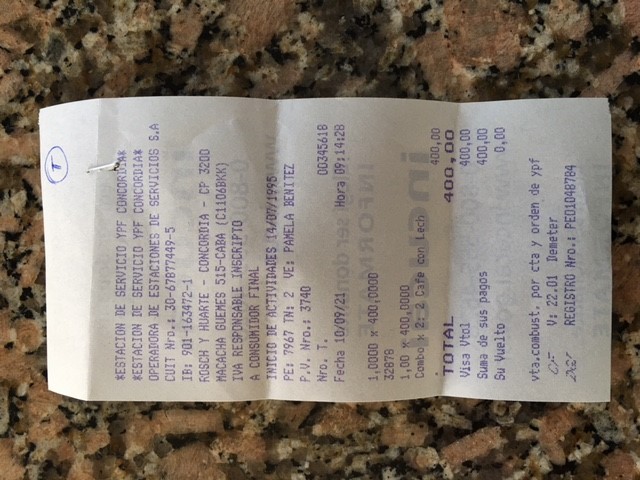 T
*ESTACION DE SERVICIO YPF CONCORDIA*
*ESTACION DE SERVICIO YPF CONCORDIA*
OPERADORA DE ESTACIONES DE SERVICIOS S.A
CUIT Nro.: 30-67877449-5
IB: 901-163472-1
ROSCH Y HUARTE - CONCORDIA - CP 3200
MACACHA GUEMES 515-CABA (C1106BKK)
IVA RESPONSABLE INSCRIPTO
A CONSUMIDOR FINAL
INICIO DE ACTIVIDADES 14/07/1995
PE: 7967 TN: 2 VE: PAMELA BENITEZ
P.V. Nro.: 3740
Nro. T. 00345618
Fecha 10/09/21 Hora 09:14:28
1,0000 x 400,0000
32878
1,00 x 400,0000
Combo x 2: 2 Cafe con Lech
. 400,00
TOTAL 400,00
Visa Vtol 400,00
Suma de sus pagos 400,00
Su Vuelto 0,00
vta.combust. por cta y orden de ypf
CF V: 22.01 Demeter
DGI REGISTRO Nro.: PEO1048784